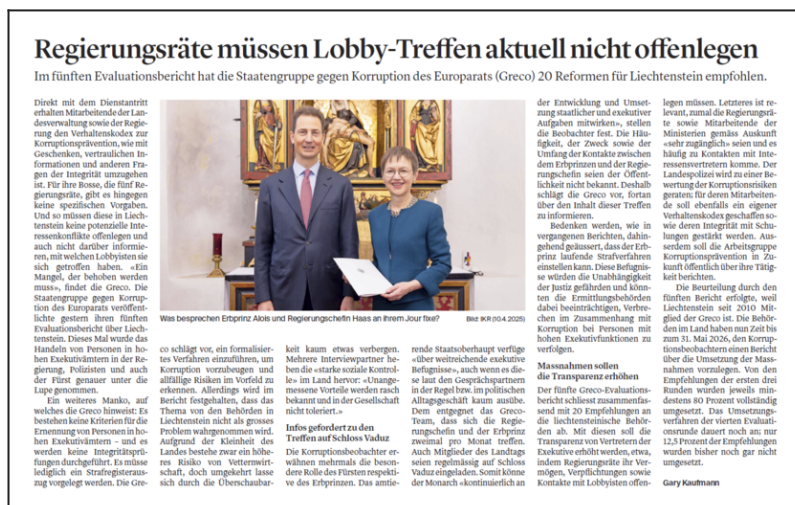 Regierungsräte müssen Lobby-Treffen aktuell nicht offenlegen
Im fünften Evaluationsbericht hat die Staatengruppe gegen Korruption des Europarats (Greco) 20 Reformen für Liechtenstein empfohlen.
Direkt mit dem Dienstantritt
erhalten Mitarbeitende der Lan-
desverwaltung sowie der Regie-
rung den Verhaltenskodex zur
Korruptionsprävention, wie mit
Geschenken, vertraulichen In-
formationen und anderen Fragen
der Integrität umzugehen
ist. Für ihre Bosse, die fünf Regie-
rungsräte, gibt es hingegen
keine spezifischen Vorgaben.
Und so müssen diese in Liech-
tenstein keine potenzielle Inte-
ressenkonflikte offenlegen und
auch nicht darüber informie-
ren, mit welchen Lobbyisten sie
sich getroffen haben. «Ein
Mangel, der behoben werden
muss», findet die Greco. Die
Staatengruppe gegen Korrup-
tion des Europarats veröffent-
lichte gestern ihren fünften
Evaluationsbericht über Liech-
tenstein. Dieses Mal wurde das
Handeln von Personen in ho-
hen Exekutivämtern in der Re-
gierung, Polizisten und auch
der Fürst genauer unter die
Lupe genommen.
Ein weiteres Manko, auf
welches die Greco hinweist: Es
bestehen keine Kriterien für die
Ernennung von Personen in ho-
hen Exekutivämtern – und es
werden keine Integritätsprü-
fungen durchgeführt. Es müsse
lediglich ein Strafregisteraus-
zug vorgelegt werden. Die Gre-
Was besprechen Erbprinz Alois und Regierungschefin Haas an ihrem Jour fixe?
Bild: IKR (10.4.2025)
co schlägt vor, ein formalisier-
tes Verfahren einzuführen, um
Korruption vorzubeugen und
allfällige Risiken im Vorfeld zu
erkennen. Allerdings wird im
Bericht festgehalten, dass das
Thema von den Behörden in
Liechtenstein nicht als grosses
Problem wahrgenommen wird.
Aufgrund der Kleinheit des
Landes bestehe zwar ein höhe-
res Risiko von Vetternwirt-
schaft, doch umgekehrt lasse
sich durch die Überschaubar-
keit kaum etwas verbergen.
Mehrere Interviewpartner he-
ben die «starke soziale Kontrol-
le» im Land hervor: «Unange-
messene Vorteile werden rasch
bekannt und in der Gesellschaft
nicht toleriert.»
Infos gefordert zu den
Treffen auf Schloss Vaduz
Die Korruptionsbeobachter er-
wähnen mehrmals die beson-
dere Rolle des Fürsten respekti-
ve des Erbprinzen. Das amtie-
rende Staatsoberhaupt verfüge
«über weitreichende exekutive
Befugnisse», auch wenn es die-
se laut den Gesprächspartnern
in der Regel bzw. im politischen
Alltagsgeschäft kaum ausübe.
Dem entgegnet das Greco-
Team, dass sich die Regie-
rungschefin und der Erbprinz
zweimal pro Monat treffen.
Auch Mitglieder des Landtags
seien regelmässig auf Schloss
Vaduz eingeladen. Somit könne
der Monarch «kontinuierlich an
der Entwicklung und Umset-
zung staatlicher und exekutiver
Aufgaben mitwirken», stellen
die Beobachter fest. Die Häu-
figkeit, der Zweck sowie der
Umfang der Kontakte zwischen
dem Erbprinzen und der Regie-
rungschefin seien der Öffent-
lichkeit nicht bekannt. Deshalb
schlägt die Greco vor, fortan
über den Inhalt dieser Treffen
zu informieren.
Bedenken werden, wie in
vergangenen Berichten, dahin-
gehend geäussert, dass der Erb-
prinz laufende Strafverfahren
einstellen kann. Diese Befugnis-
se würden die Unabhängigkeit
der Justiz gefährden und könn-
ten die Ermittlungsbehörden
dabei beeinträchtigen, Verbre-
chen im Zusammenhang mit
Korruption bei Personen mit
hohen Exekutivfunktionen zu
verfolgen.
Massnahmen sollen
die Transparenz erhöhen
Der fünfte Greco-Evaluations-
bericht schliesst zusammenfas-
send mit 20 Empfehlungen an
die liechtensteinische Behör-
den ab. Mit diesen soll die
Transparenz von Vertretern der
Exekutive erhöht werden, etwa,
indem Regierungsräte ihr Ver-
mögen, Verpflichtungen sowie
Kontakte mit Lobbyisten offen-
legen müssen. Letzteres ist re-
levant, zumal die Regierungsrä-
te sowie Mitarbeitende der
Ministerien gemäss Auskunft
«sehr zugänglich» seien und es
häufig zu Kontakten mit Inte-
ressenvertretern komme. Der
Landespolizei wird zu einer Be-
wertung der Korruptionsrisiken
geraten; für deren Mitarbeiten-
de soll ebenfalls ein eigener
Verhaltenskodex geschaffen so-
wie deren Integrität mit Schu-
lungen gestärkt werden. Aus-
serdem soll die Arbeitsgruppe
Korruptionsprävention in Zu-
kunft öffentlich über ihre Tätig-
keit berichten.
Die Beurteilung durch den
fünften Bericht erfolgte, weil
Liechtenstein seit 2010 Mit-
glied der Greco ist. Die Behör-
den im Land haben nun Zeit bis
zum 31. Mai 2026, den Korrup-
tionsbeobachtern einen Bericht
über die Umsetzung der Mass-
nahmen vorzulegen. Von den
Empfehlungen der ersten drei
Runden wurden jeweils min-
destens 80 Prozent vollständig
umgesetzt. Das Umsetzungs-
verfahren der vierten Evaluati-
onsrunde dauert noch an; nur
12,5 Prozent der Empfehlungen
wurden bisher noch gar nicht
umgesetzt.
Gary Kaufmann